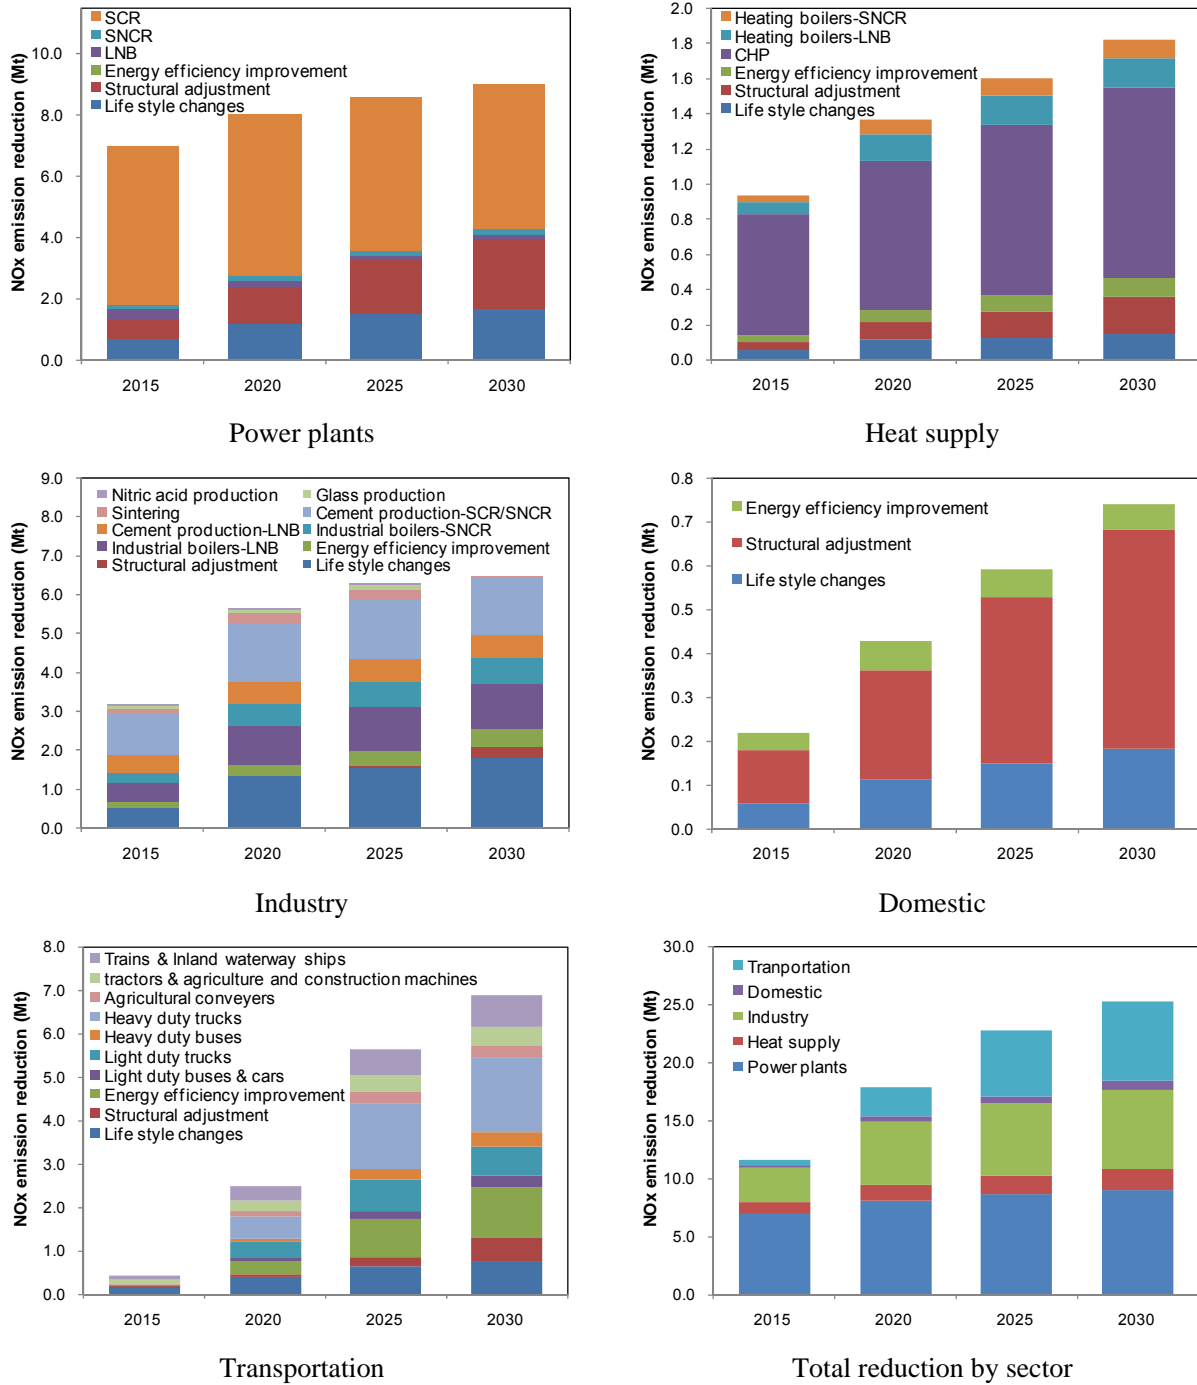 SCR
SNCR
LNB
Energy efficiency improvement
Structural adjustment
Life style changes
NOx emission reduction (Mt)
10.0
8.0
6.0
4.0
2.0
0.0
2015 2020 2025 2030
Power plants
Heating boilers-SNCR
Heating boilers-LNB
CHP
Energy efficiency improvement
Structural adjustment
Life style changes
NOx emission reduction (Mt)
2.0
1.8
1.6
1.4
1.2
1.0
0.8
0.6
0.4
0.2
0.0
2015 2020 2025 2030
Heat supply
Nitric acid production Glass production
Sintering Cement production-SCR/SNCR
Cement production-LNB Industrial boilers-SNCR
Industrial boilers-LNB Energy efficiency improvement
Structural adjustment Life style changes
NOx emission reduction (Mt)
9.0
8.0
7.0
6.0
5.0
4.0
3.0
2.0
1.0
0.0
2015 2020 2025 2030
Industry
Energy efficiency improvement
Structural adjustment
Life style changes
NOx emission reduction (Mt)
0.8
0.7
0.6
0.5
0.4
0.3
0.2
0.1
0.0
2015 2020 2025 2030
Domestic
Trains & Inland waterway ships
tractors & agriculture and construction machines
Agricultural conveyers
Heavy duty trucks
Heavy duty buses
Light duty trucks
Light duty buses & cars
Energy efficiency improvement
Structural adjustment
Life style changes
NOx emission reduction (Mt)
8.0
7.0
6.0
5.0
4.0
3.0
2.0
1.0
0.0
2015 2020 2025 2030
Transportation
Tranportation
Domestic
Industry
Heat supply
Power plants
NOx emission reduction (Mt)
30.0
25.0
20.0
15.0
10.0
5.0
0.0
2015 2020 2025 2030
Total reduction by sector